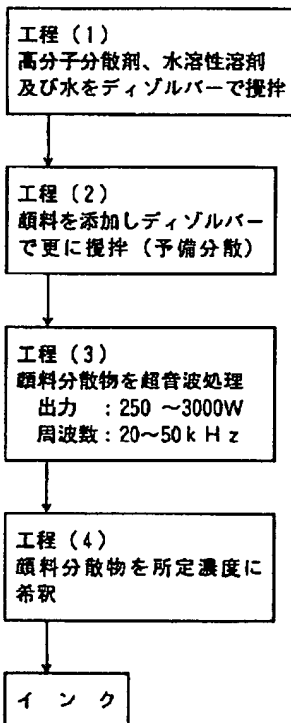 工程(1)
高分子分散剤、水溶性溶剤
及び水をディゾルバーで攪拌
工程(2)
顔料を添加しディゾルバー
で更に攪拌(予備分散)
工程(3)
顔料分散物を超音波処理
出力 :250 ~3000W
周波数:20~50kHz
工程(4)
顔料分散物を所定濃度に
希釈
インク